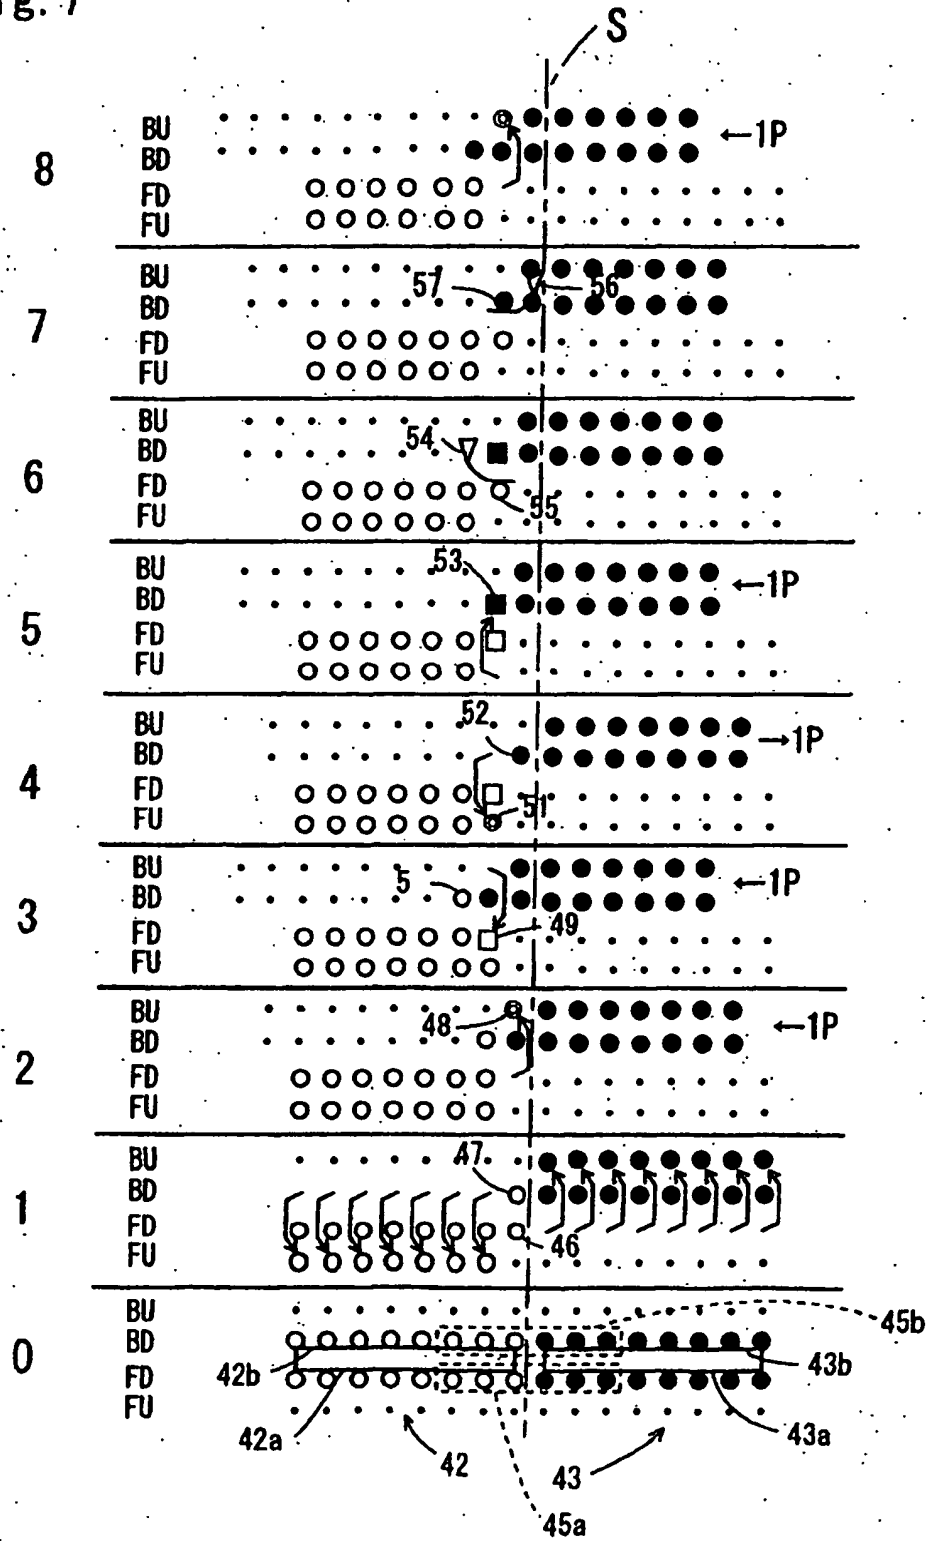 Fig. 7
S
8
BU
BD
FD
FU
←1P
7
BU
BD
FD
FU
57
56
6
BU
BD
FD
FU
54
55
5
BU
BD
FD
FU
53
←1P
4
BU
BD
FD
FU
52
51
→1P
3
BU
BD
FD
FU
5
49
←1P
2
BU
BD
FD
FU
48
←1P
1
BU
BD
FD
FU
47
46
0
BU
BD
FD
FU
45b
42b
43b
42a
42
43
43a
45a